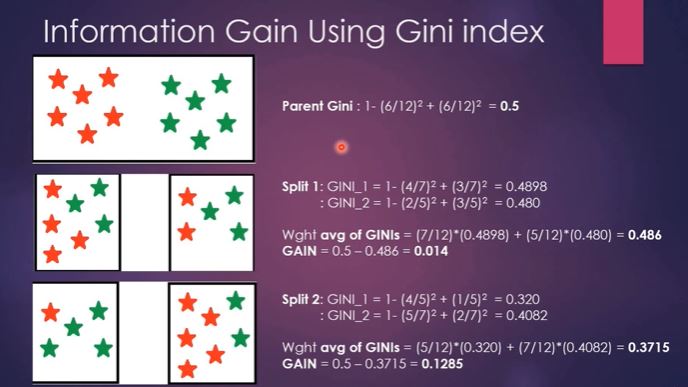 Information Gain Using Gini index
Parent Gini : 1- (6/12)² + (6/12)² = 0.5
Split 1: GINI_1 = 1- (4/7)² + (3/7)² = 0.4898
: GINI_2 = 1- (2/5)² + (3/5)² = 0.480
Wght avg of GINIs = (7/12)*(0.4898) + (5/12)*(0.480) = 0.486
GAIN = 0.5 – 0.486 = 0.014
Split 2: GINI_1 = 1- (4/5)² + (1/5)² = 0.320
: GINI_2 = 1- (5/7)² + (2/7)² = 0.4082
Wght avg of GINIs = (5/12)*(0.320) + (7/12)*(0.4082) = 0.3715
GAIN = 0.5 – 0.3715 = 0.1285